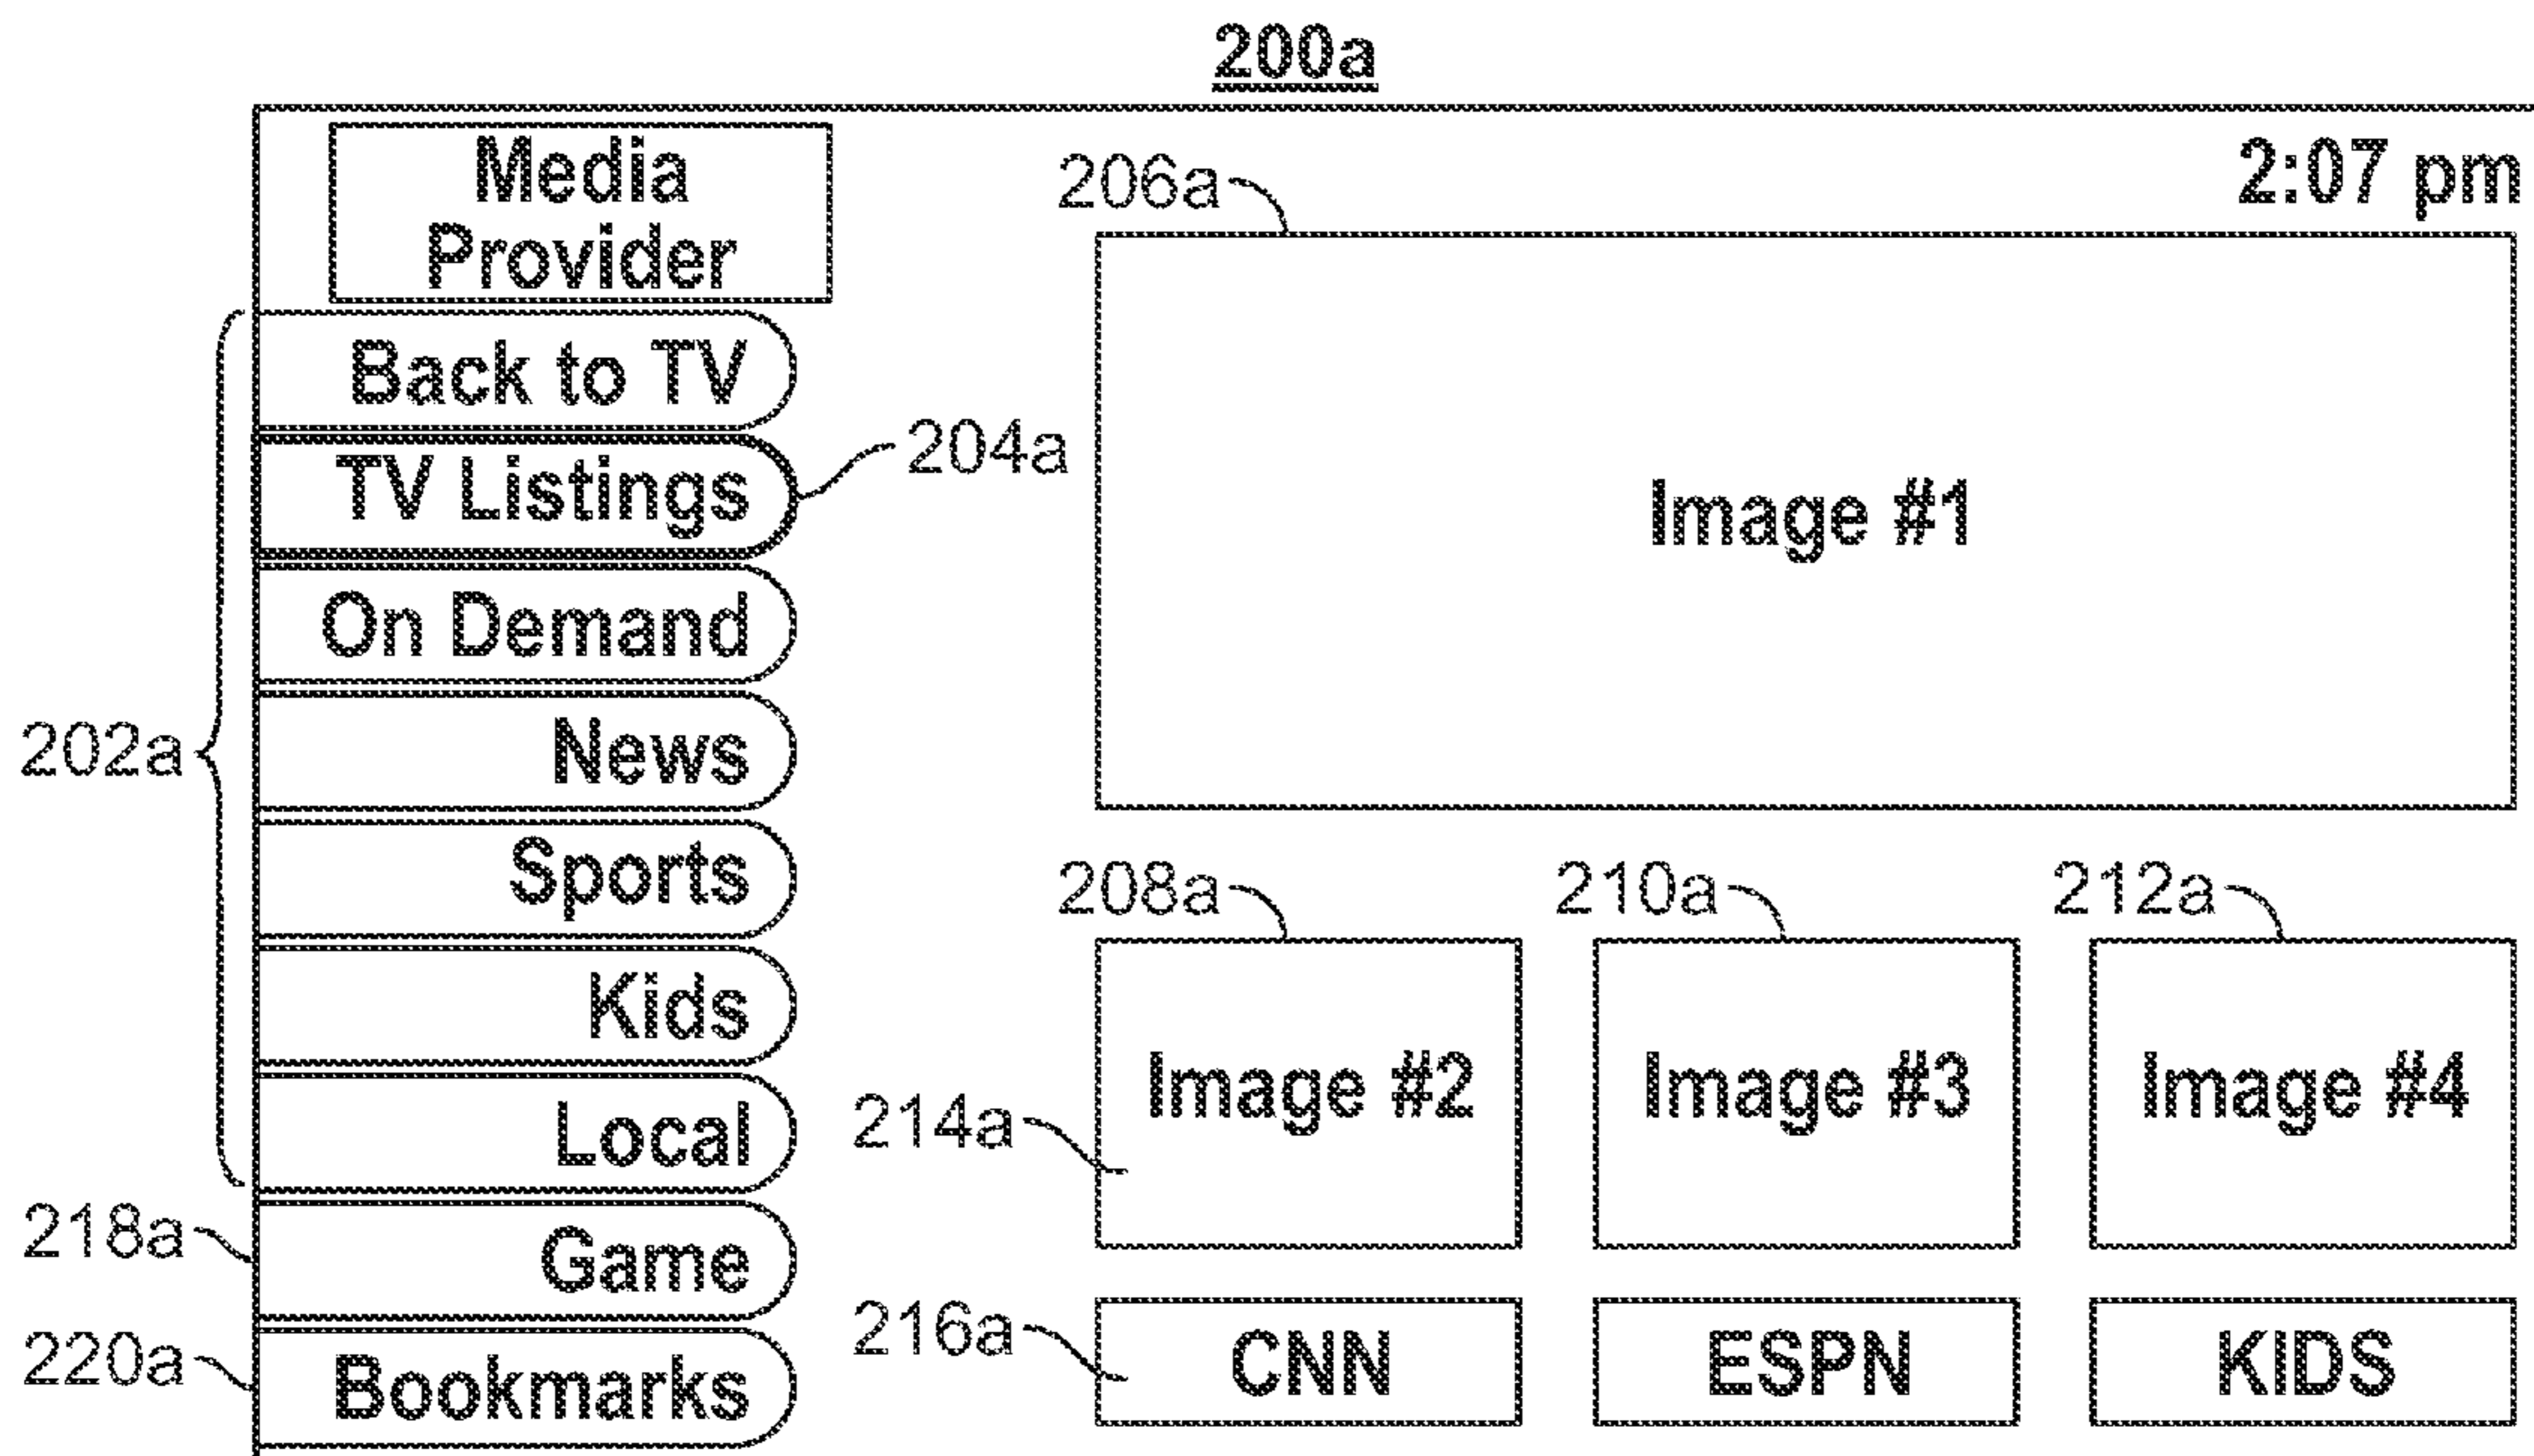 200a
Media
Provider
2:07 pm
206a
Back to TV
TV Listings
204a
Image #1
On Demand
202a
News
Sports
208a
210a
212a
Kids
Image #2
Image #3
Image #4
214a
Local
218a
Game
216a
CNN
ESPN
KIDS
220a
Bookmarks